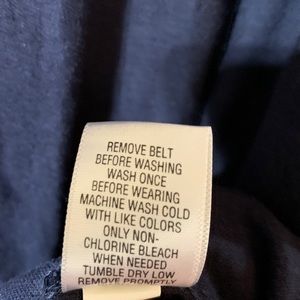 REMOVE BELT
BEFORE WASHING
WASH ONCE
BEFORE WEARING
MACHINE WASH COLD
WITH LIKE COLORS
ONLY NON-
CHLORINE BLEACH
WHEN NEEDED
TUMBLE DRY LOW
REMOVE PROMPTLY